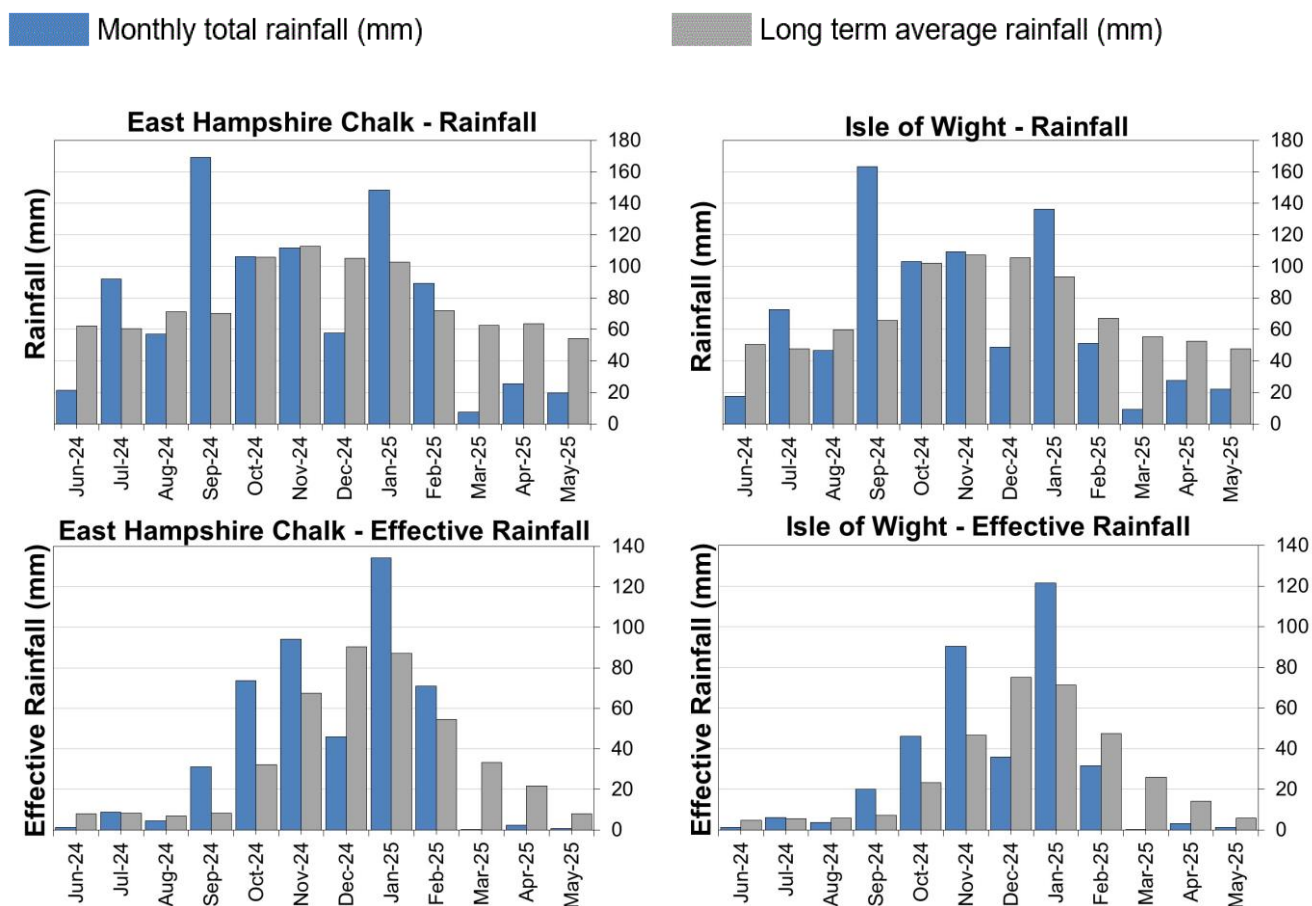 Monthly total rainfall (mm)
Long term average rainfall (mm)
East Hampshire Chalk - Rainfall
Rainfall (mm)
180
160
140
120
100
80
60
40
20
0
Jun-24
Jul-24
Aug-24
Sep-24
Oct-24
Nov-24
Dec-24
Jan-25
Feb-25
Mar-25
Apr-25
May-25
Isle of Wight - Rainfall
Rainfall (mm)
180
160
140
120
100
80
60
40
20
0
Jun-24
Jul-24
Aug-24
Sep-24
Oct-24
Nov-24
Dec-24
Jan-25
Feb-25
Mar-25
Apr-25
May-25
East Hampshire Chalk - Effective Rainfall
Effective Rainfall (mm)
140
120
100
80
60
40
20
0
Jun-24
Jul-24
Aug-24
Sep-24
Oct-24
Nov-24
Dec-24
Jan-25
Feb-25
Mar-25
Apr-25
May-25
Isle of Wight - Effective Rainfall
Effective Rainfall (mm)
140
120
100
80
60
40
20
0
Jun-24
Jul-24
Aug-24
Sep-24
Oct-24
Nov-24
Dec-24
Jan-25
Feb-25
Mar-25
Apr-25
May-25